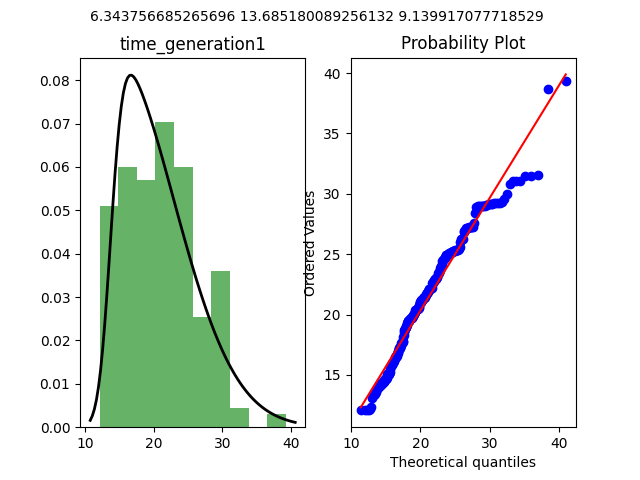 6.343756685265696 13.685180089256132 9.139917077718529
time_generation1
Probability Plot
0.08
0.07
0.06
0.05
0.04
0.03
0.02
0.01
0.00
10 20 30 40
Ordered Values
40
35
30
25
20
15
10 20 30 40
Theoretical quantiles